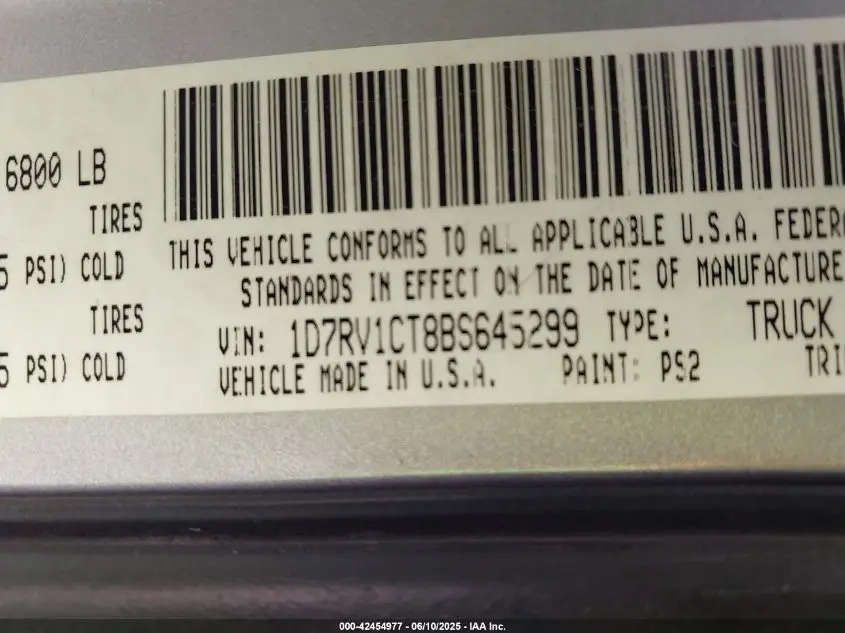 6800 LB
TIRES
5 PSI) COLD
TIRES
5 PSI) COLD
THIS VEHICLE CONFORMS TO ALL APPLICABLE U.S.A. FEDERA
STANDARDS IN EFFECT ON THE DATE OF MANUFACTURE
VIN: 1D7RV1CT8BS645299 TYPE: TRUCK
VEHICLE MADE IN U.S.A. PAINT: PS2 TRI
000-42454977 - 06/10/2025 - IAA Inc.